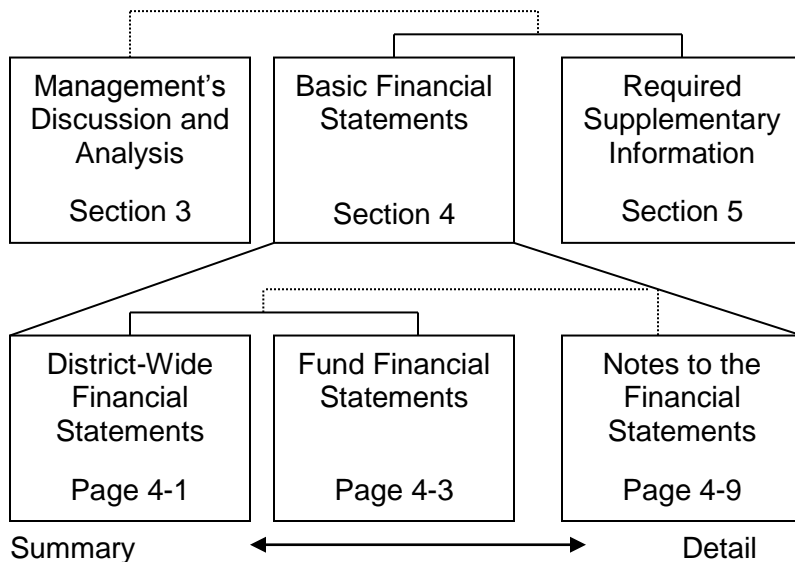 Management’s
Discussion and
Analysis
Section 3
Basic Financial
Statements
Section 4
Required
Supplementary
Information
Section 5
District-Wide
Financial
Statements
Page 4-1
Fund Financial
Statements
Page 4-3
Notes to the
Financial
Statements
Page 4-9
Summary
Detail